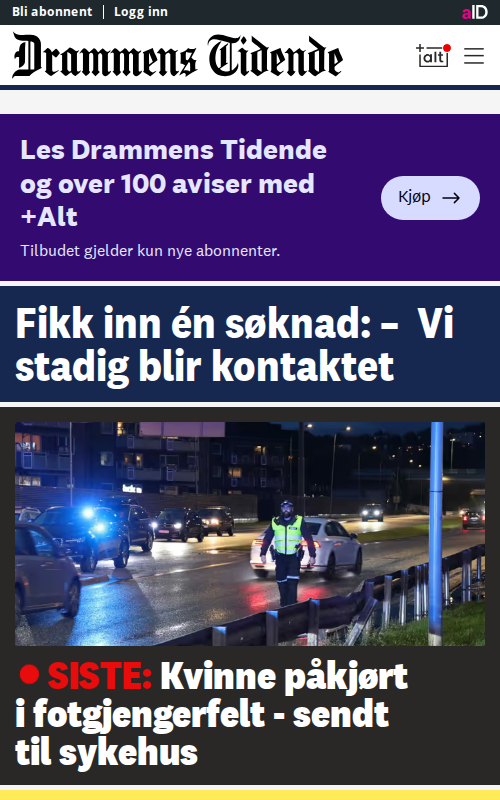 Bli abonnent | Logg inn
aID
Drammens Tidende
+alt
Les Drammens Tidende
og over 100 aviser med
+Alt
Kjøp →
Tilbudet gjelder kun nye abonnenter.
Fikk inn én søknad: – Vi
stadig blir kontaktet
SISTE: Kvinne påkjørt
i fotgjengerfelt - sendt
til sykehus